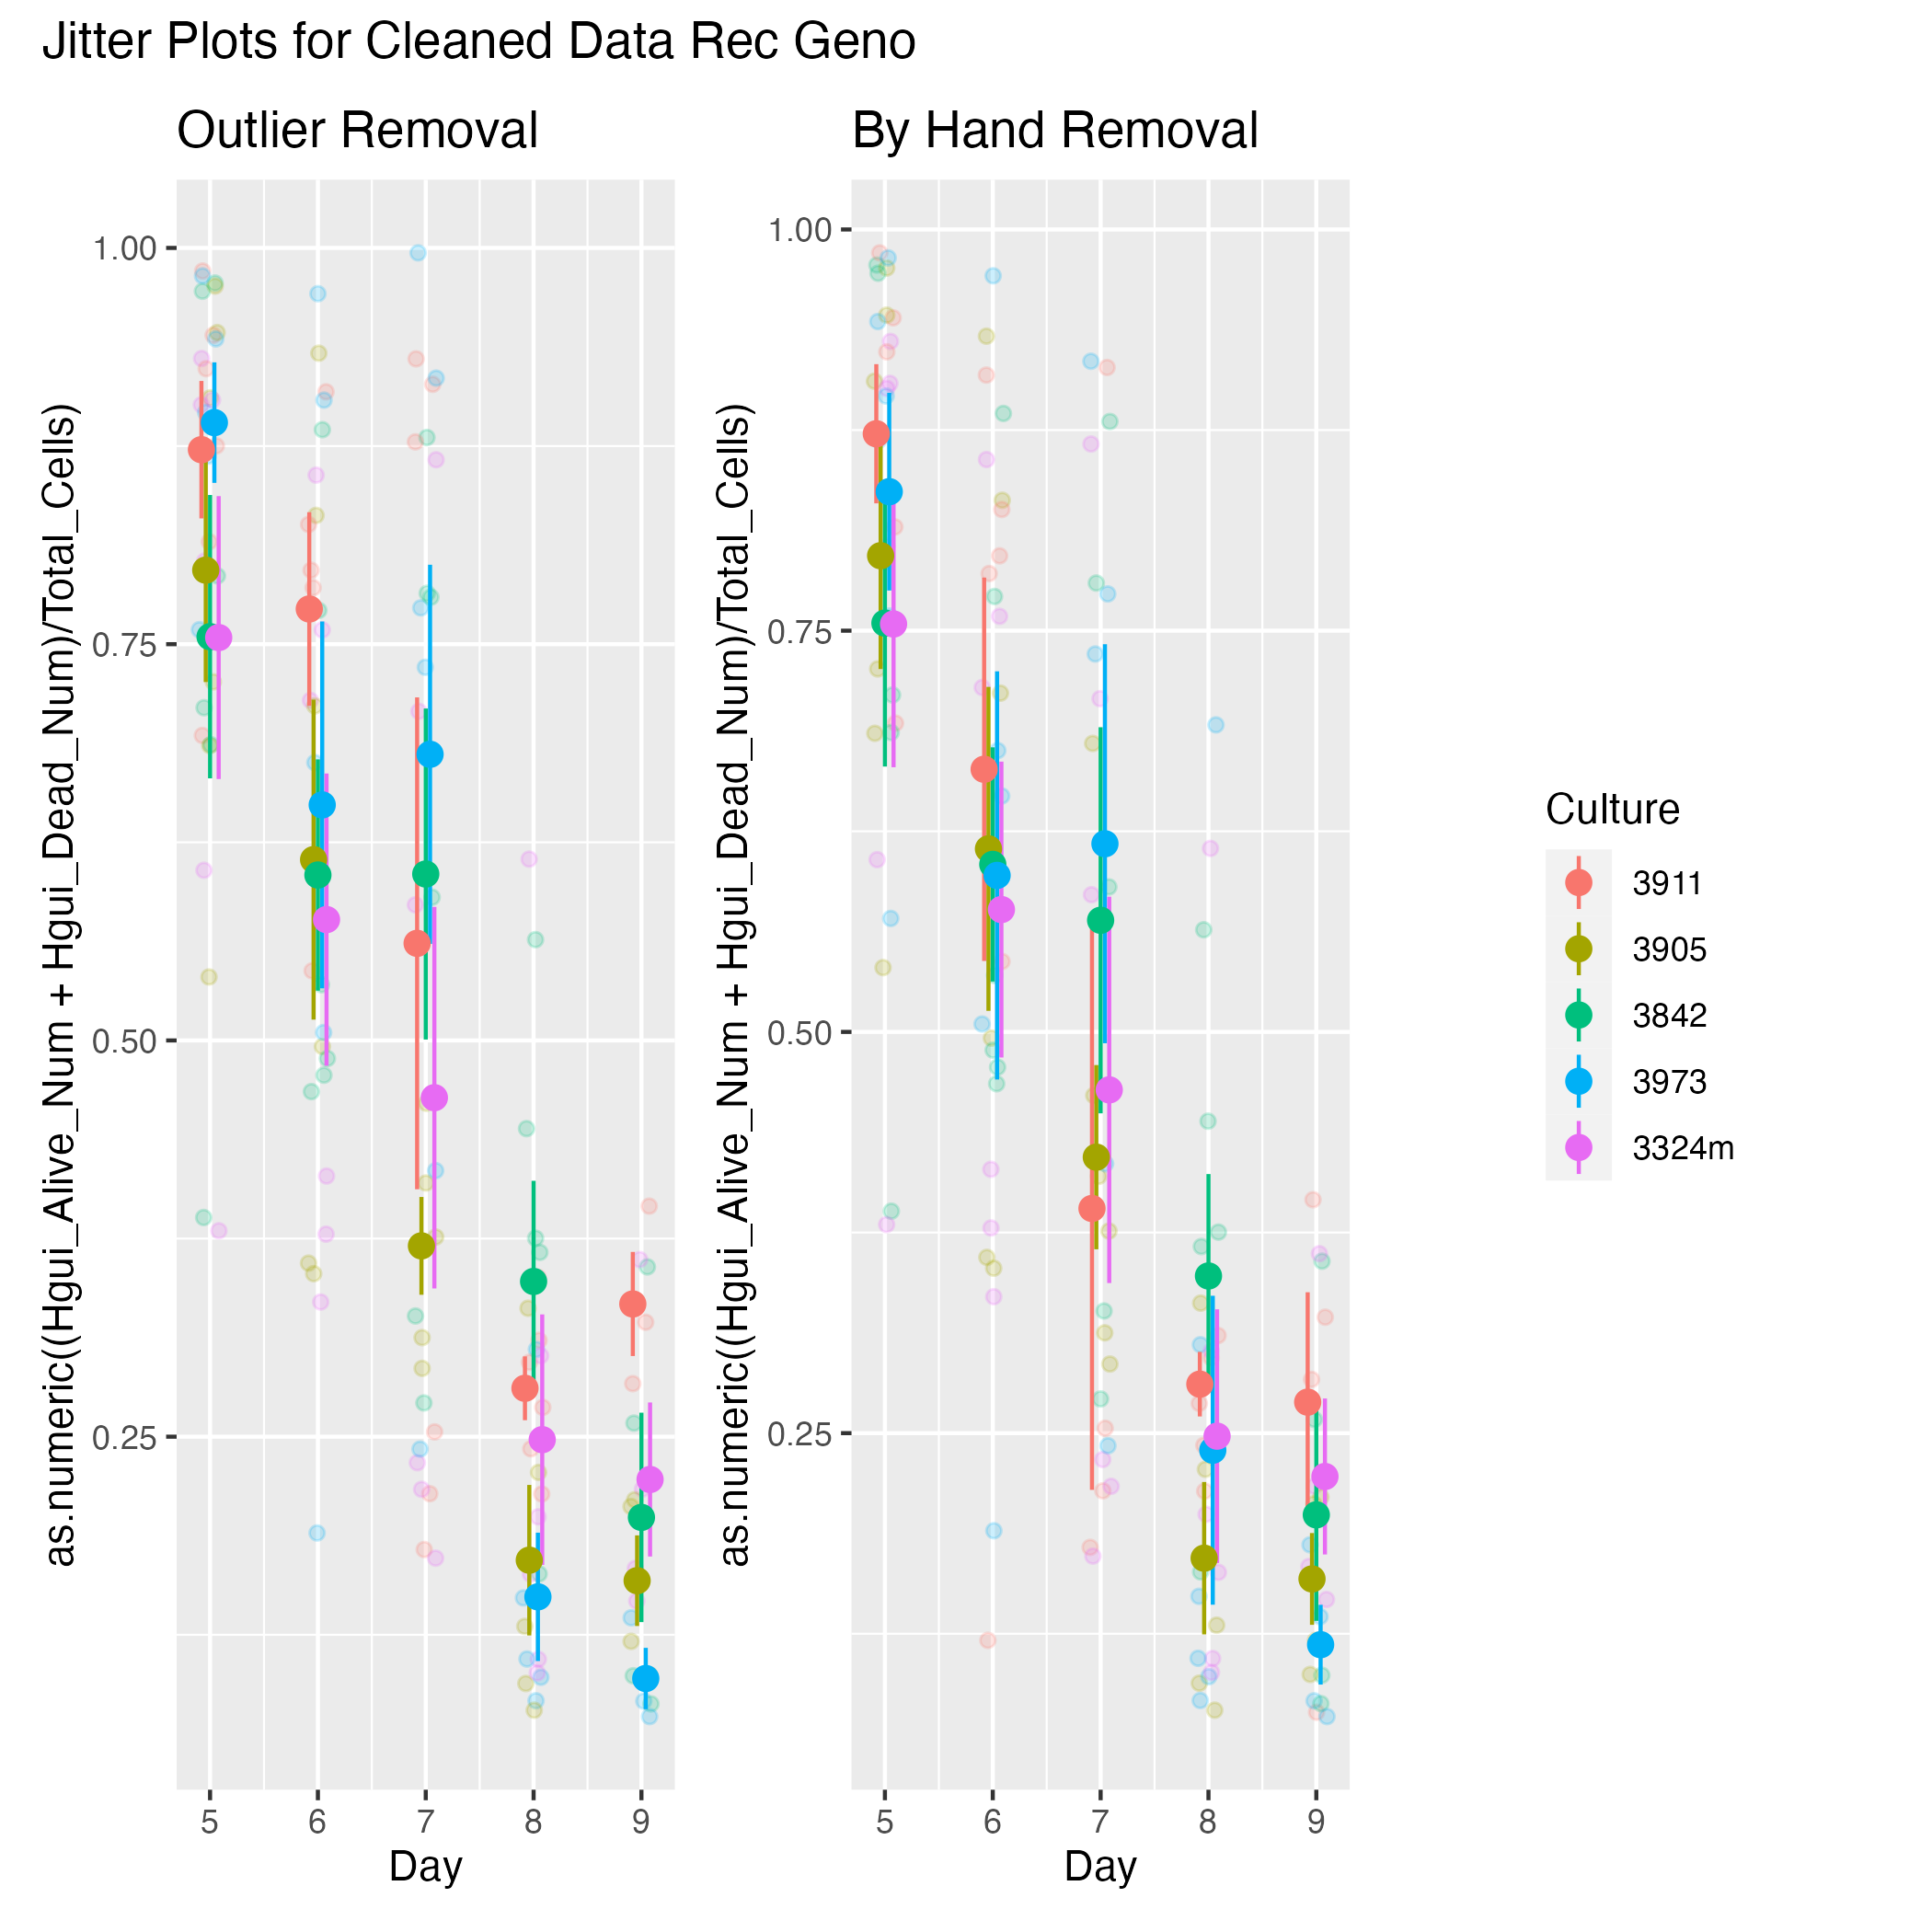 Jitter Plots for Cleaned Data Rec Geno
Outlier Removal
as.numeric((Hgui_Alive_Num + Hgui_Dead_Num)/Total_Cells)
1.00
0.75
0.50
0.25
5 6 7 8 9
Day
By Hand Removal
as.numeric((Hgui_Alive_Num + Hgui_Dead_Num)/Total_Cells)
1.00
0.75
0.50
0.25
5 6 7 8 9
Day
Culture
3911
3905
3842
3973
3324m